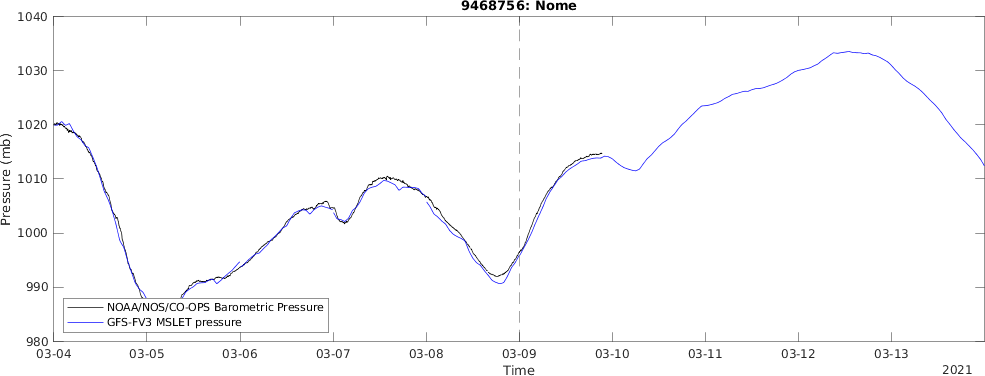 9468756: Nome
Pressure (mb)
1040
1030
1020
1010
1000
990
980
NOAA/NOS/CO-OPS Barometric Pressure
GFS-FV3 MSLET pressure
03-04 03-05 03-06 03-07 03-08 03-09 03-10 03-11 03-12 03-13
Time
2021